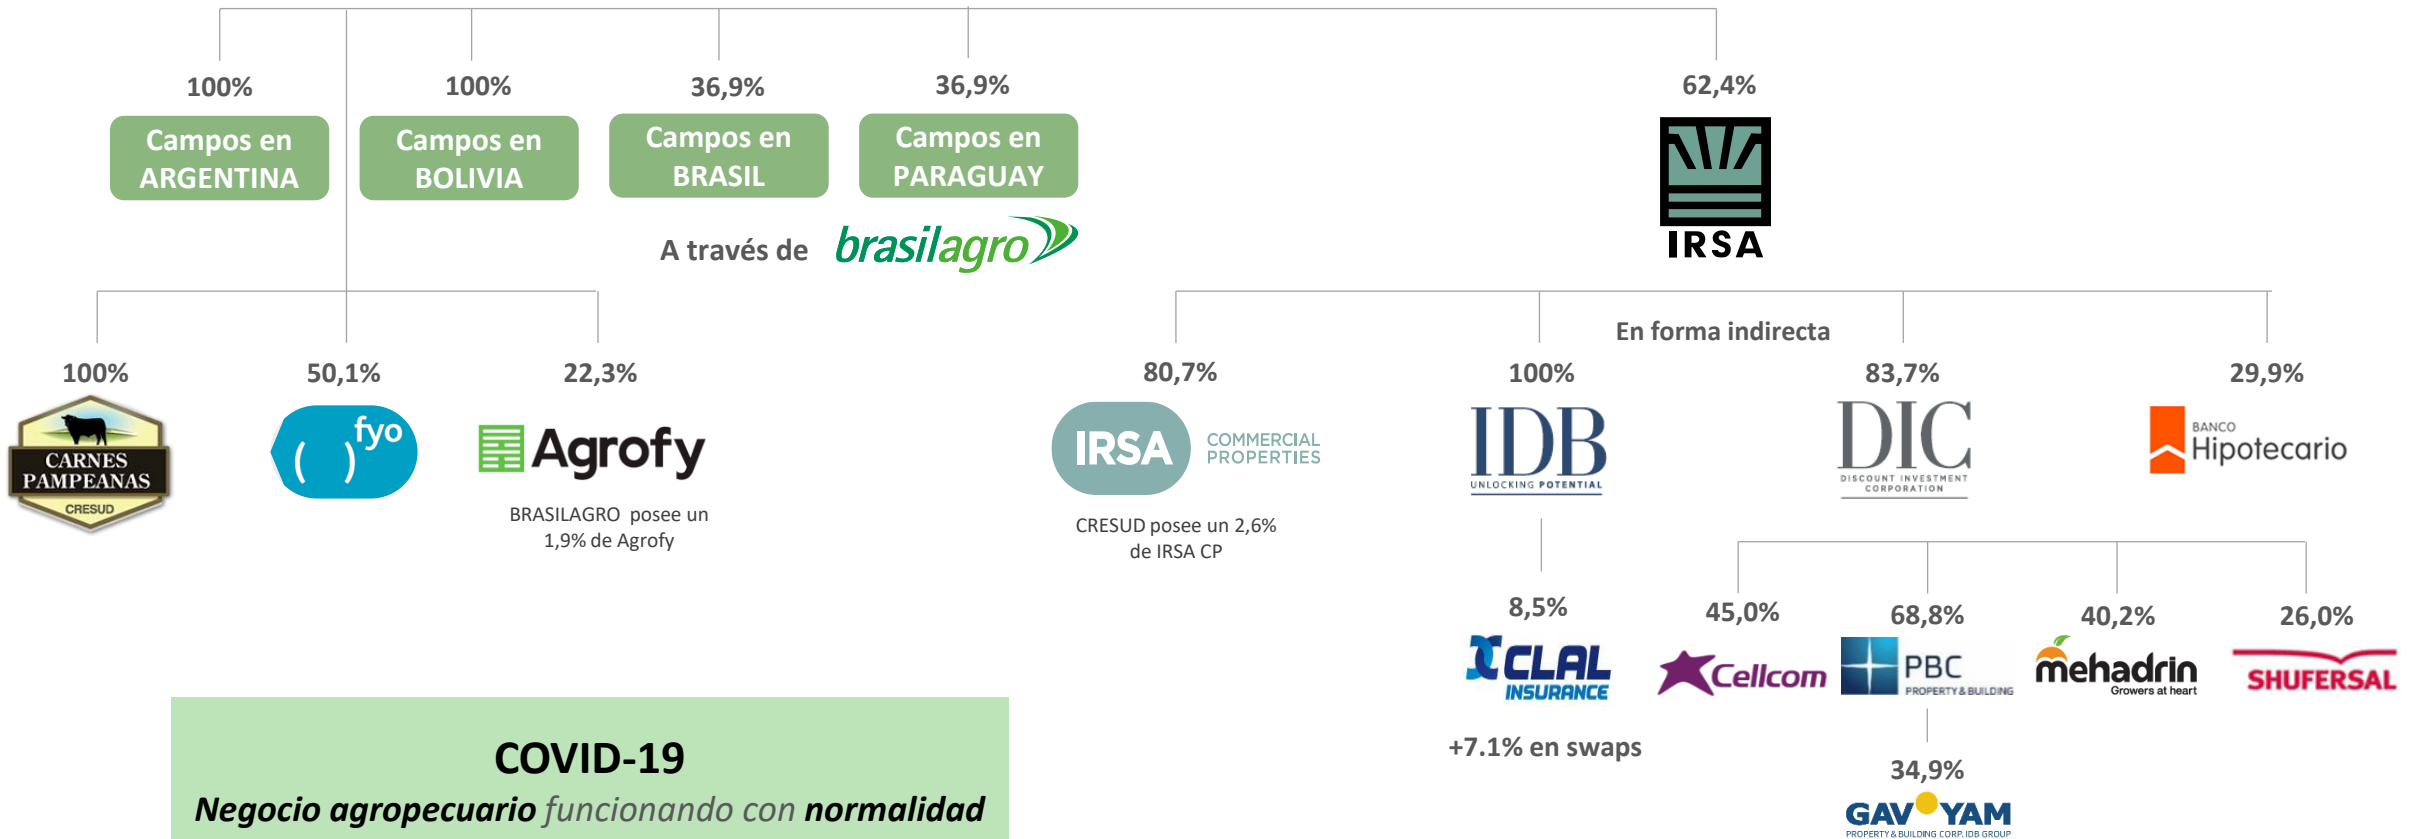 100%
100%
36,9%
36,9%
62,4%
Campos en
ARGENTINA
Campos en
BOLIVIA
Campos en
BRASIL
Campos en
PARAGUAY
IRSA
A través de
brasilagro
En forma indirecta
100%
50,1%
22,3%
80,7%
100%
83,7%
29,9%
CARNES
PAMPEANAS
CRESUD
( ) fyo
Agrofy
BRASILAGRO posee un
1,9% de Agrofy
IRSA
COMMERCIAL
PROPERTIES
CRESUD posee un 2,6%
de IRSA CP
IDB
UNLOCKING POTENTIAL
DIC
DISCOUNT INVESTMENT
CORPORATION
BANCO
Hipotecario
8,5%
45,0%
68,8%
40,2%
26,0%
CLAL
INSURANCE
Cellcom
PBC
PROPERTY & BUILDING
mehadrin
Growers at heart
SHUFERSAL
+7.1% en swaps
34,9%
GAV YAM
PROPERTY & BUILDING CORP. IDB GROUP
COVID-19
Negocio agropecuario funcionando con normalidad